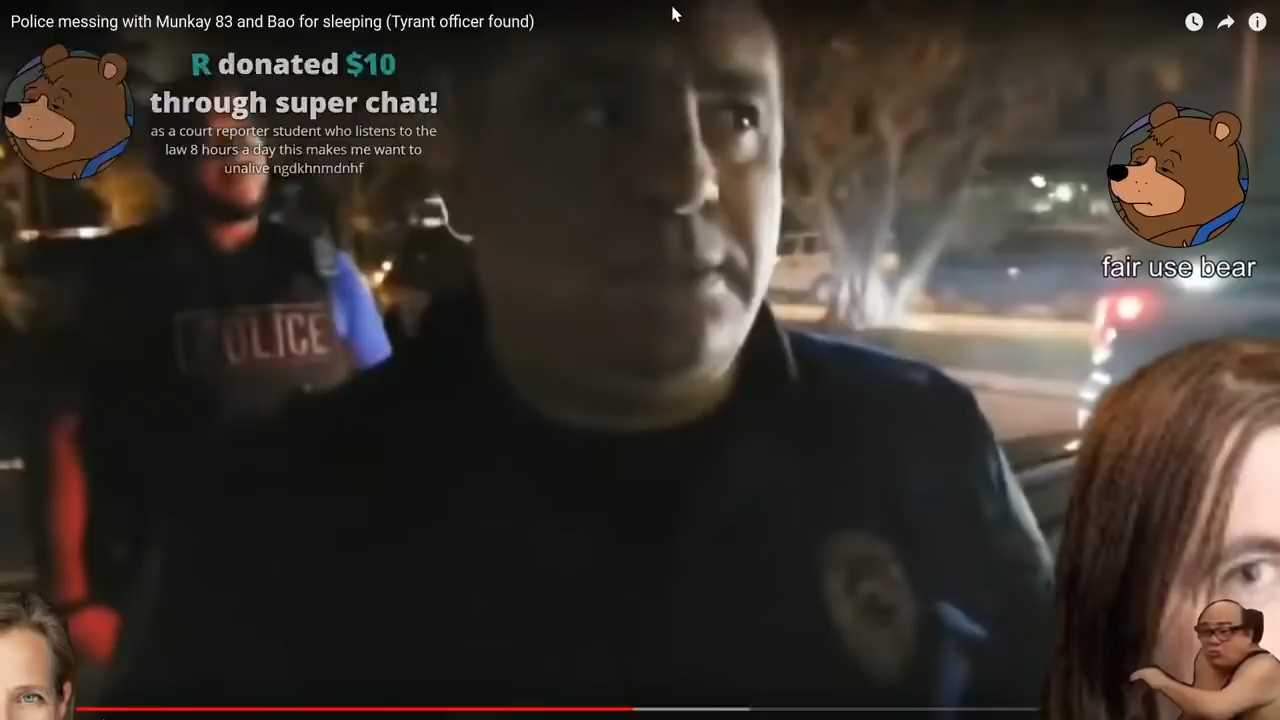 Police messing with Munkay 83 and Bao for sleeping (Tyrant officer found)
R donated $10
through super chat!
as a court reporter student who listens to the
law 8 hours a day this makes me want to
unalive ngdkhnmdnhf
fair use bear
POLICE